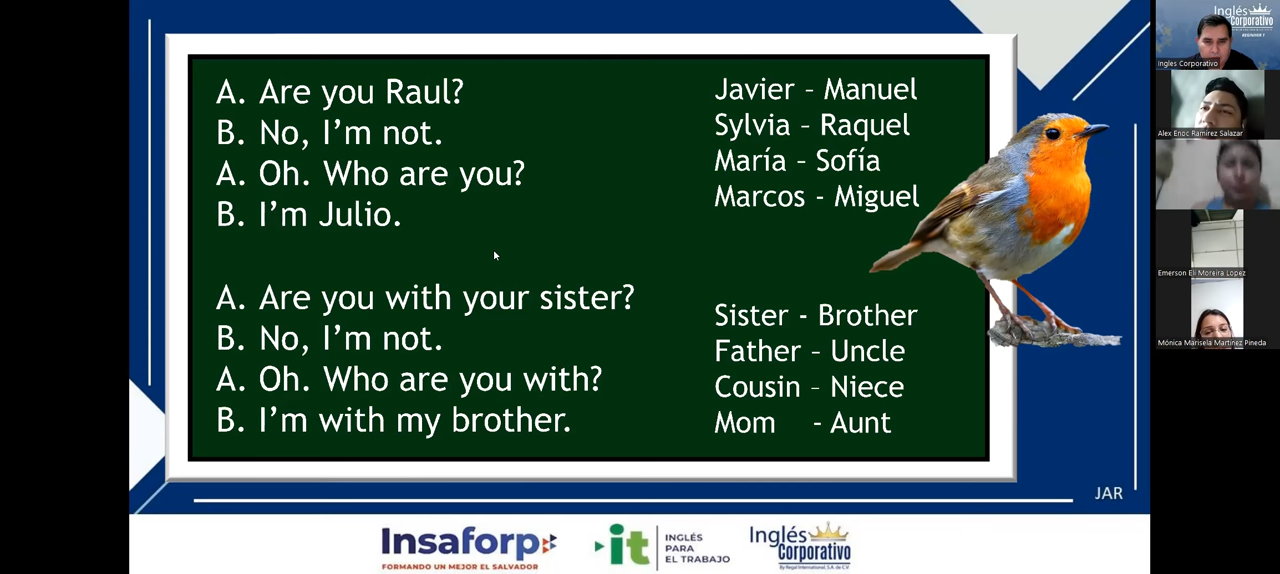 A. Are you Raul?
B. No, I'm not.
A. Oh. Who are you?
B. I'm Julio.
A. Are you with your sister?
B. No, I'm not.
A. Oh. Who are you with?
B. I'm with my brother.
Javier – Manuel
Sylvia – Raquel
María – Sofía
Marcos - Miguel
Sister - Brother
Father – Uncle
Cousin – Niece
Mom - Aunt
JAR
Insaforp
FORMANDO UN MEJOR EL SALVADOR
it
INGLÉS
PARA
EL TRABAJO
Inglés
Corporativo
By Regal International, S.A. de C.V.
Inglés
Corporativo
Ingles Corporativo
Alex Enoc Ramírez Salazar
Emerson Elí Moreira Lopez
Mónica Marisela Martínez Pineda